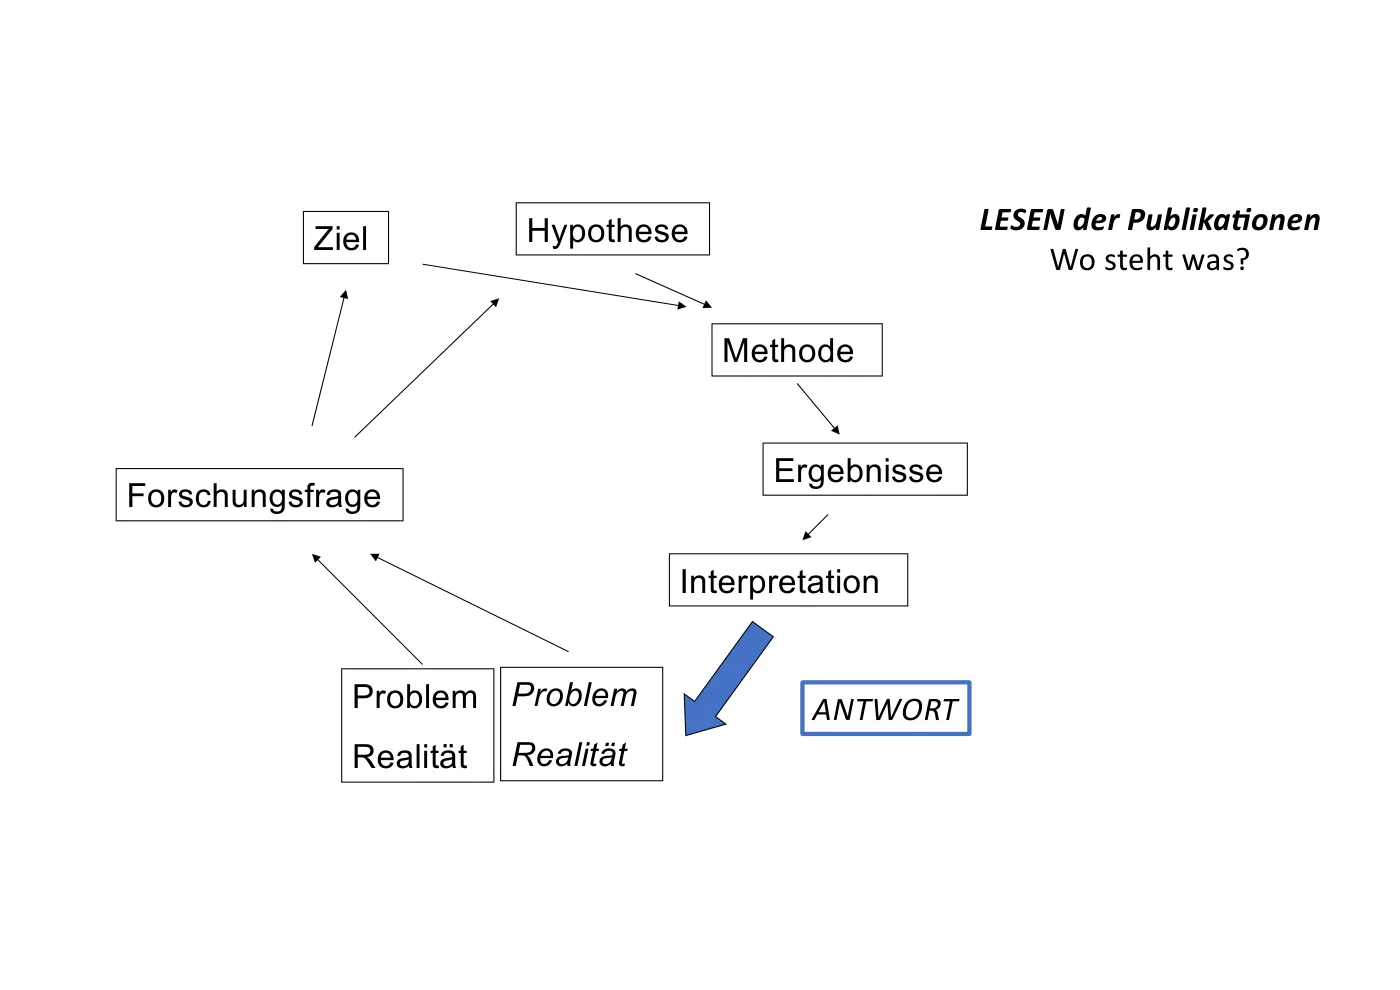 Ziel
Hypothese
LESEN der Publikationen
Wo steht was?
Methode
Ergebnisse
Forschungsfrage
Interpretation
Problem
Realität
Problem
Realität
ANTWORT